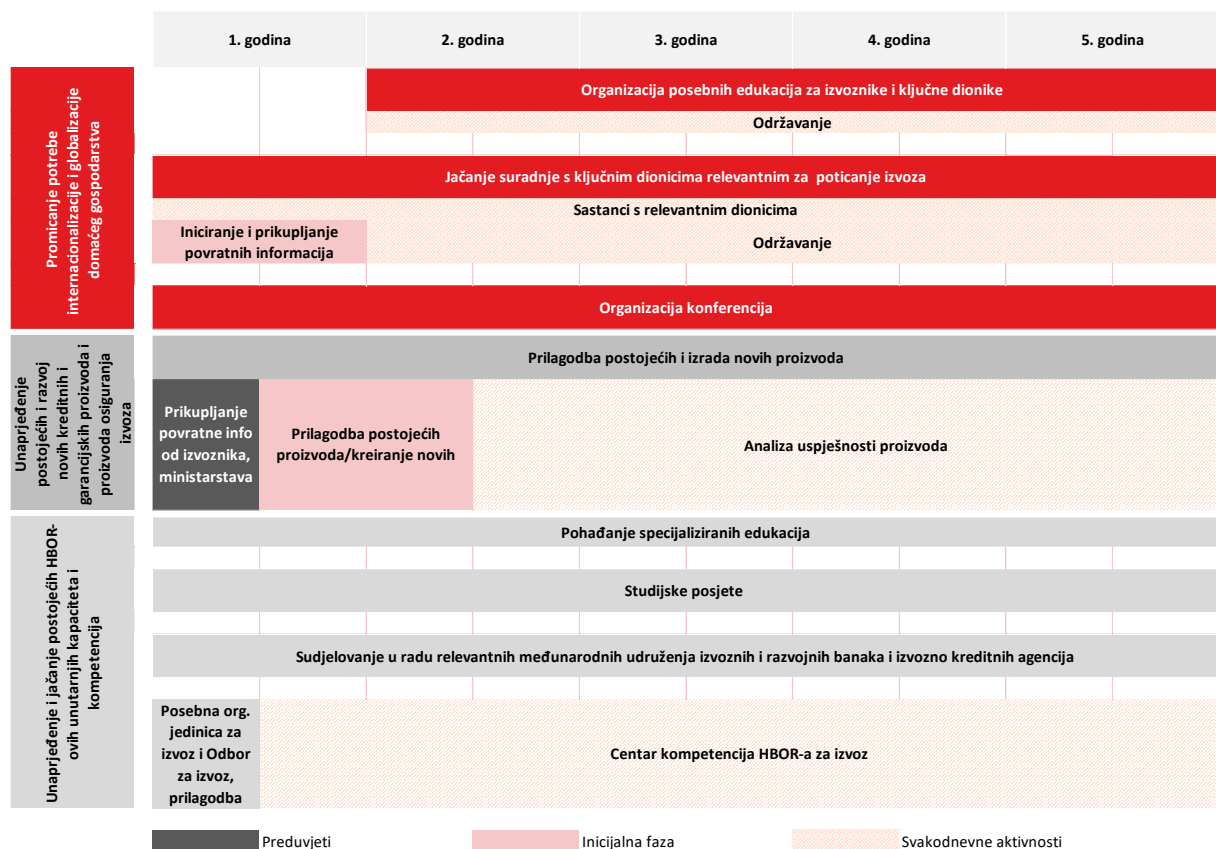 1. godina
2. godina
3. godina
4. godina
5. godina
Promicanje potrebe
internacionalizacije i globalizacije
domaćeg gospodarstva
Organizacija posebnih edukacija za izvoznike i ključne dionike
Održavanje
Jačanje suradnje s ključnim dionicima relevantnim za poticanje izvoza
Sastanci s relevantnim dionicima
Iniciranje i prikupljanje
povratnih informacija
Održavanje
Organizacija konferencija
Unaprjeđenje
postojećih i razvoj
novih kreditnih i
garancijskih proizvoda i
proizvoda osiguranja
izvoza
Prilagodba postojećih i izrada novih proizvoda
Prikupljanje
povratne info
od izvoznika,
ministarstava
Prilagodba postojećih
proizvoda/kreiranje novih
Analiza uspješnosti proizvoda
Unaprjeđenje i jačanje postojećih HBOR-
ovih unutarnjih kapaciteta i
kompetencija
Pohađanje specijaliziranih edukacija
Studijske posjete
Sudjelovanje u radu relevantnih međunarodnih udruženja izvoznih i razvojnih banaka i izvozno kreditnih agencija
Posebna org.
jedinica za
izvoz i Odbor
za izvoz,
prilagodba
Centar kompetencija HBOR-a za izvoz
Preduvjeti
Inicijalna faza
Svakodnevne aktivnosti